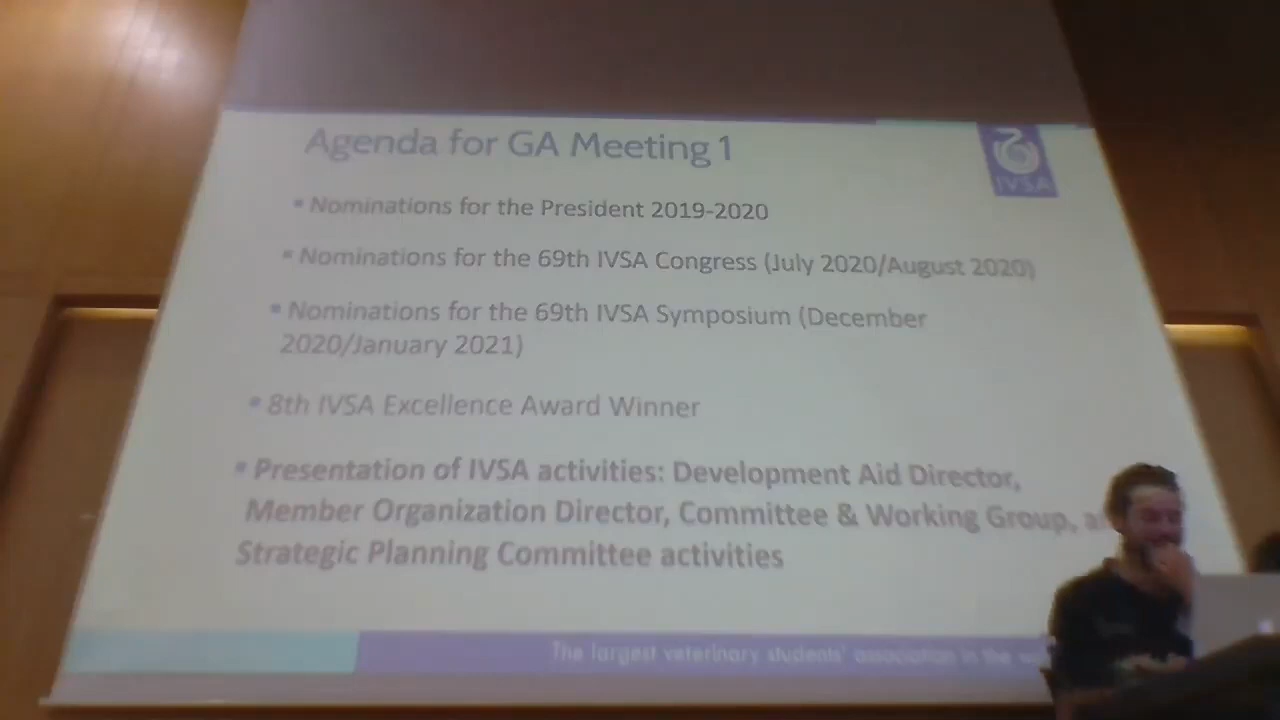 Agenda for GA Meeting 1
IVSA
▪ Nominations for the President 2019-2020
▪ Nominations for the 69th IVSA Congress (July 2020/August 2020)
▪ Nominations for the 69th IVSA Symposium (December
2020/January 2021)
▪ 8th IVSA Excellence Award Winner
▪ Presentation of IVSA activities: Development Aid Director,
Member Organization Director, Committee & Working Group,
Strategic Planning Committee activities
The largest veterinary students' association in the